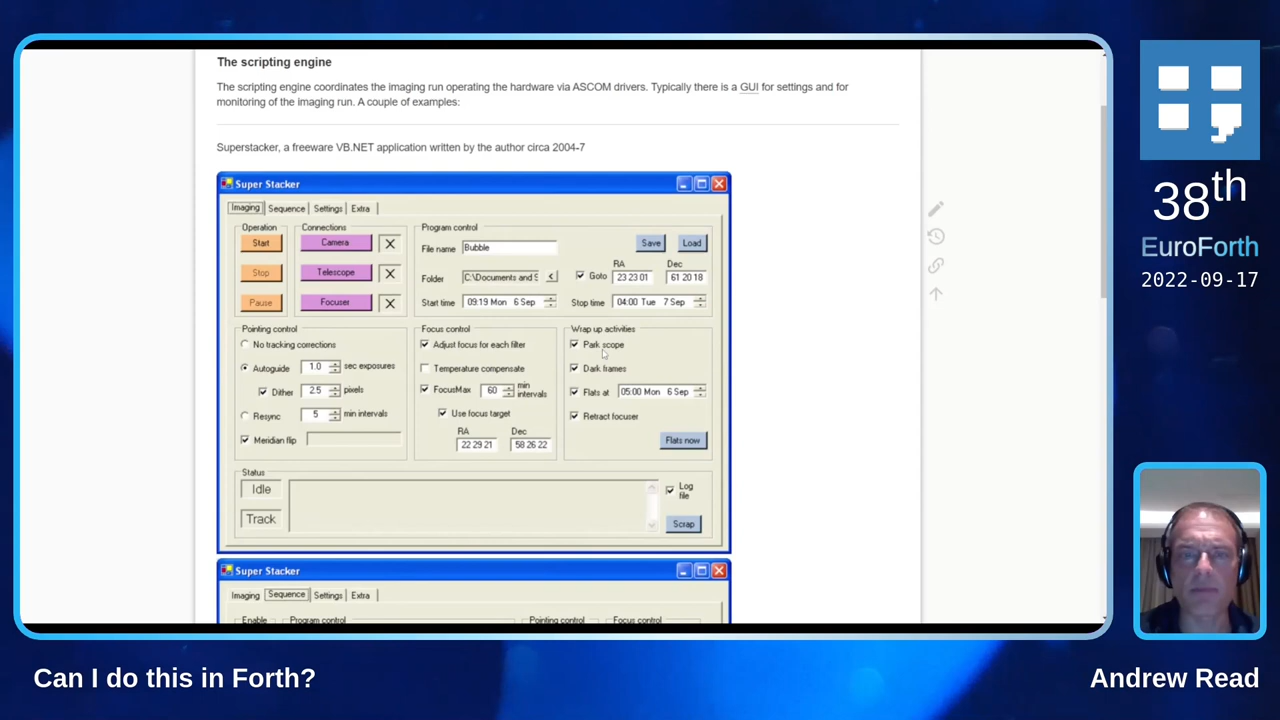 The scripting engine
The scripting engine coordinates the imaging run operating the hardware via ASCOM drivers. Typically there is a GUI for settings and for
monitoring of the imaging run. A couple of examples:
Superstacker, a freeware VB.NET application written by the author circa 2004-7
Super Stacker
Imaging Sequence Settings Extra
Operation
Start
Stop
Pause
Connections
Camera X
Telescope X
Focuser X
Program control
File name Bubble Save Load
RA Dec
Folder C:\Documents and S < Goto 23 23 01 61 20 18
Start time 09:19 Mon 6 Sep Stop time 04:00 Tue 7 Sep
Pointing control
No tracking corrections
Autoguide 1.0 sec exposures
Dither 2.5 pixels
Resync 5 min intervals
Meridian flip
Focus control
Adjust focus for each filter
Temperature compensate
FocusMax 60 min intervals
Use focus target
RA Dec
22 29 21 58 26 22
Wrap up activities
Park scope
Dark frames
Flats at 05:00 Mon 6 Sep
Retract focuser
Flats now
Status
Idle
Track
Log
file
Scrap
Super Stacker
Imaging Sequence Settings Extra
Enable Program control Pointing control Focus control
38th
EuroForth
2022-09-17
Can I do this in Forth?
Andrew Read